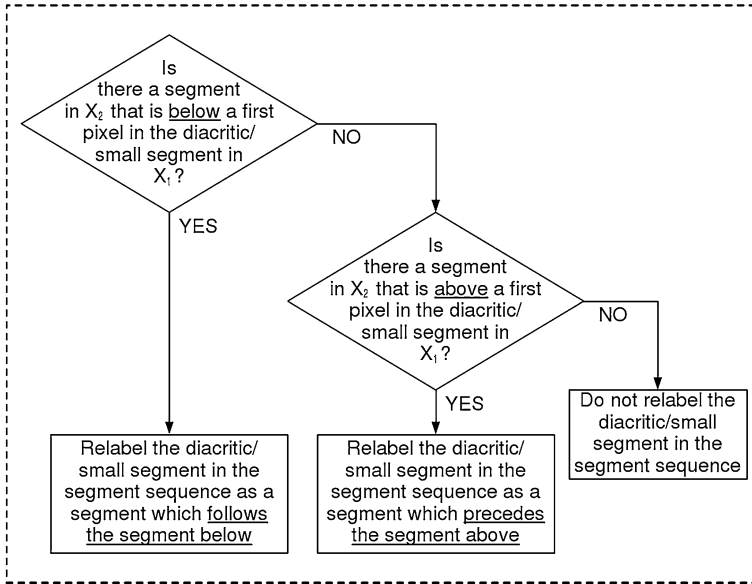 Is
there a segment
in X₂ that is below a first
pixel in the diacritic/
small segment in
X₁?
NO
YES
Is
there a segment
in X₂ that is above a first
pixel in the diacritic/
small segment in
X₁?
NO
YES
Relabel the diacritic/
small segment in the
segment sequence as a
segment which follows
the segment below
Relabel the diacritic/
small segment in the
segment sequence as a
segment which precedes
the segment above
Do not relabel the
diacritic/small
segment in the
segment sequence